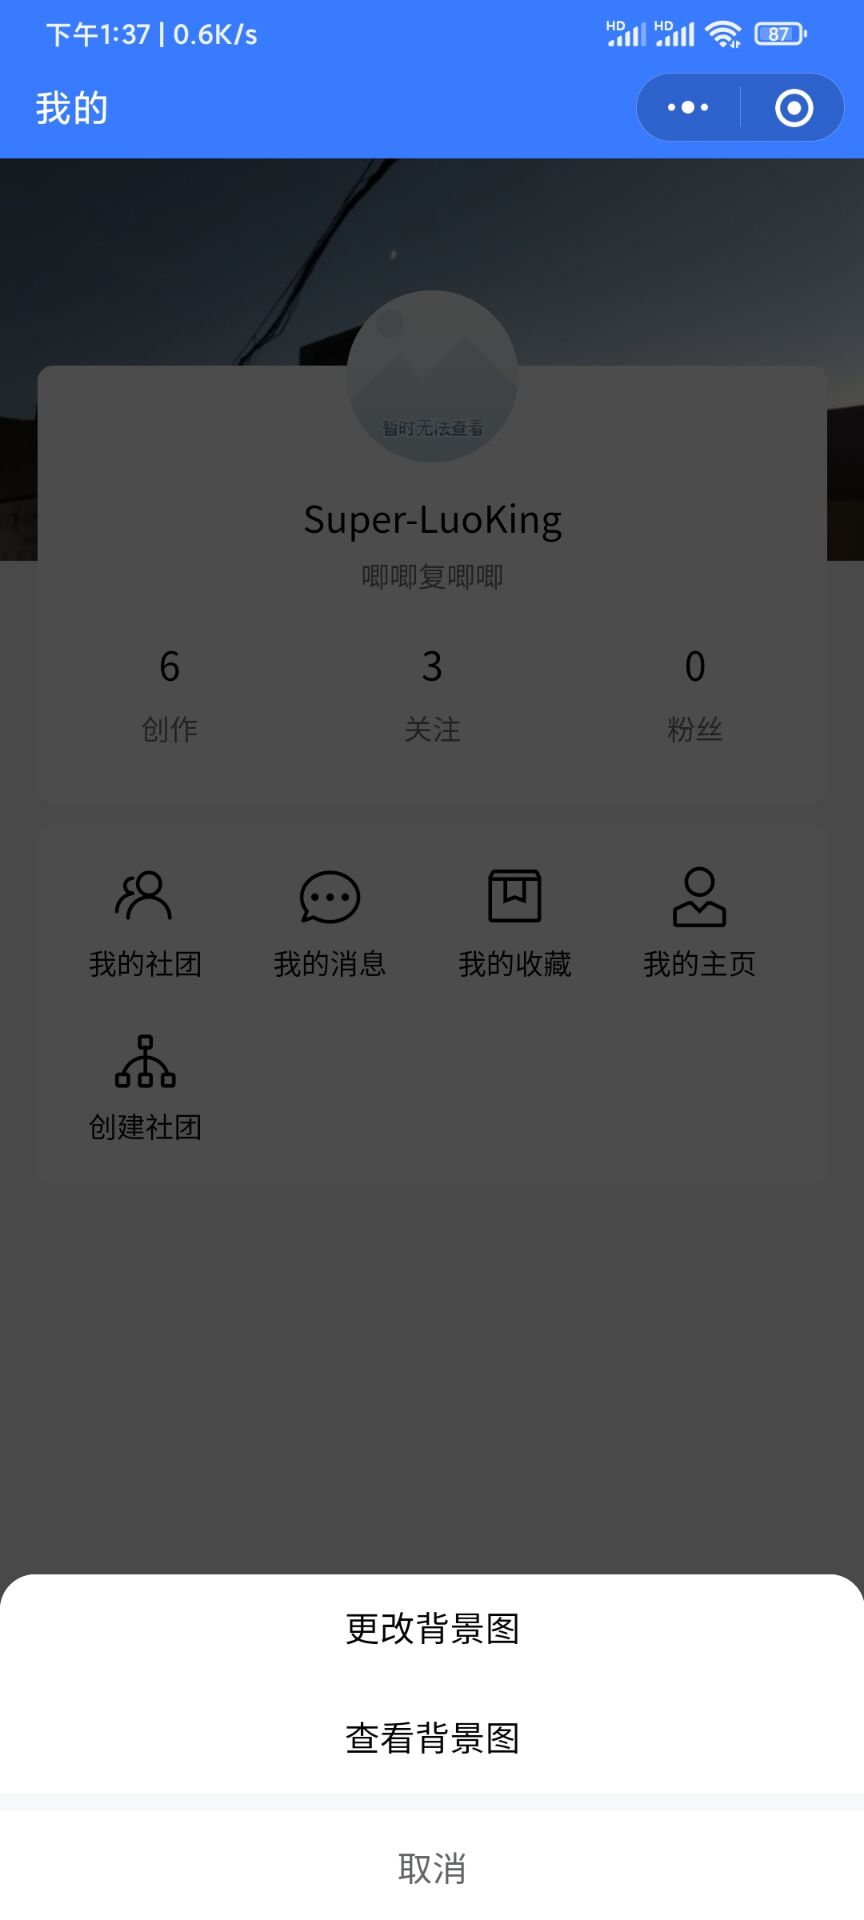 下午1:37 | 0.6K/s
HD HD 87
我的
暂时无法查看
Super-LuoKing
唧唧复唧唧
6 3 0
创作 关注 粉丝
我的社团 我的消息 我的收藏 我的主页
创建社团
更改背景图
查看背景图
取消